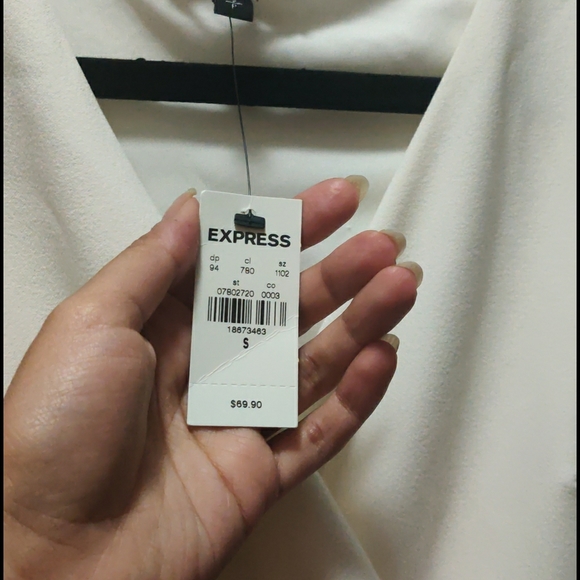 EXPRESS
dp cl sz
94 780 1102
st co
07802720 0003
18673463
S
$69.90